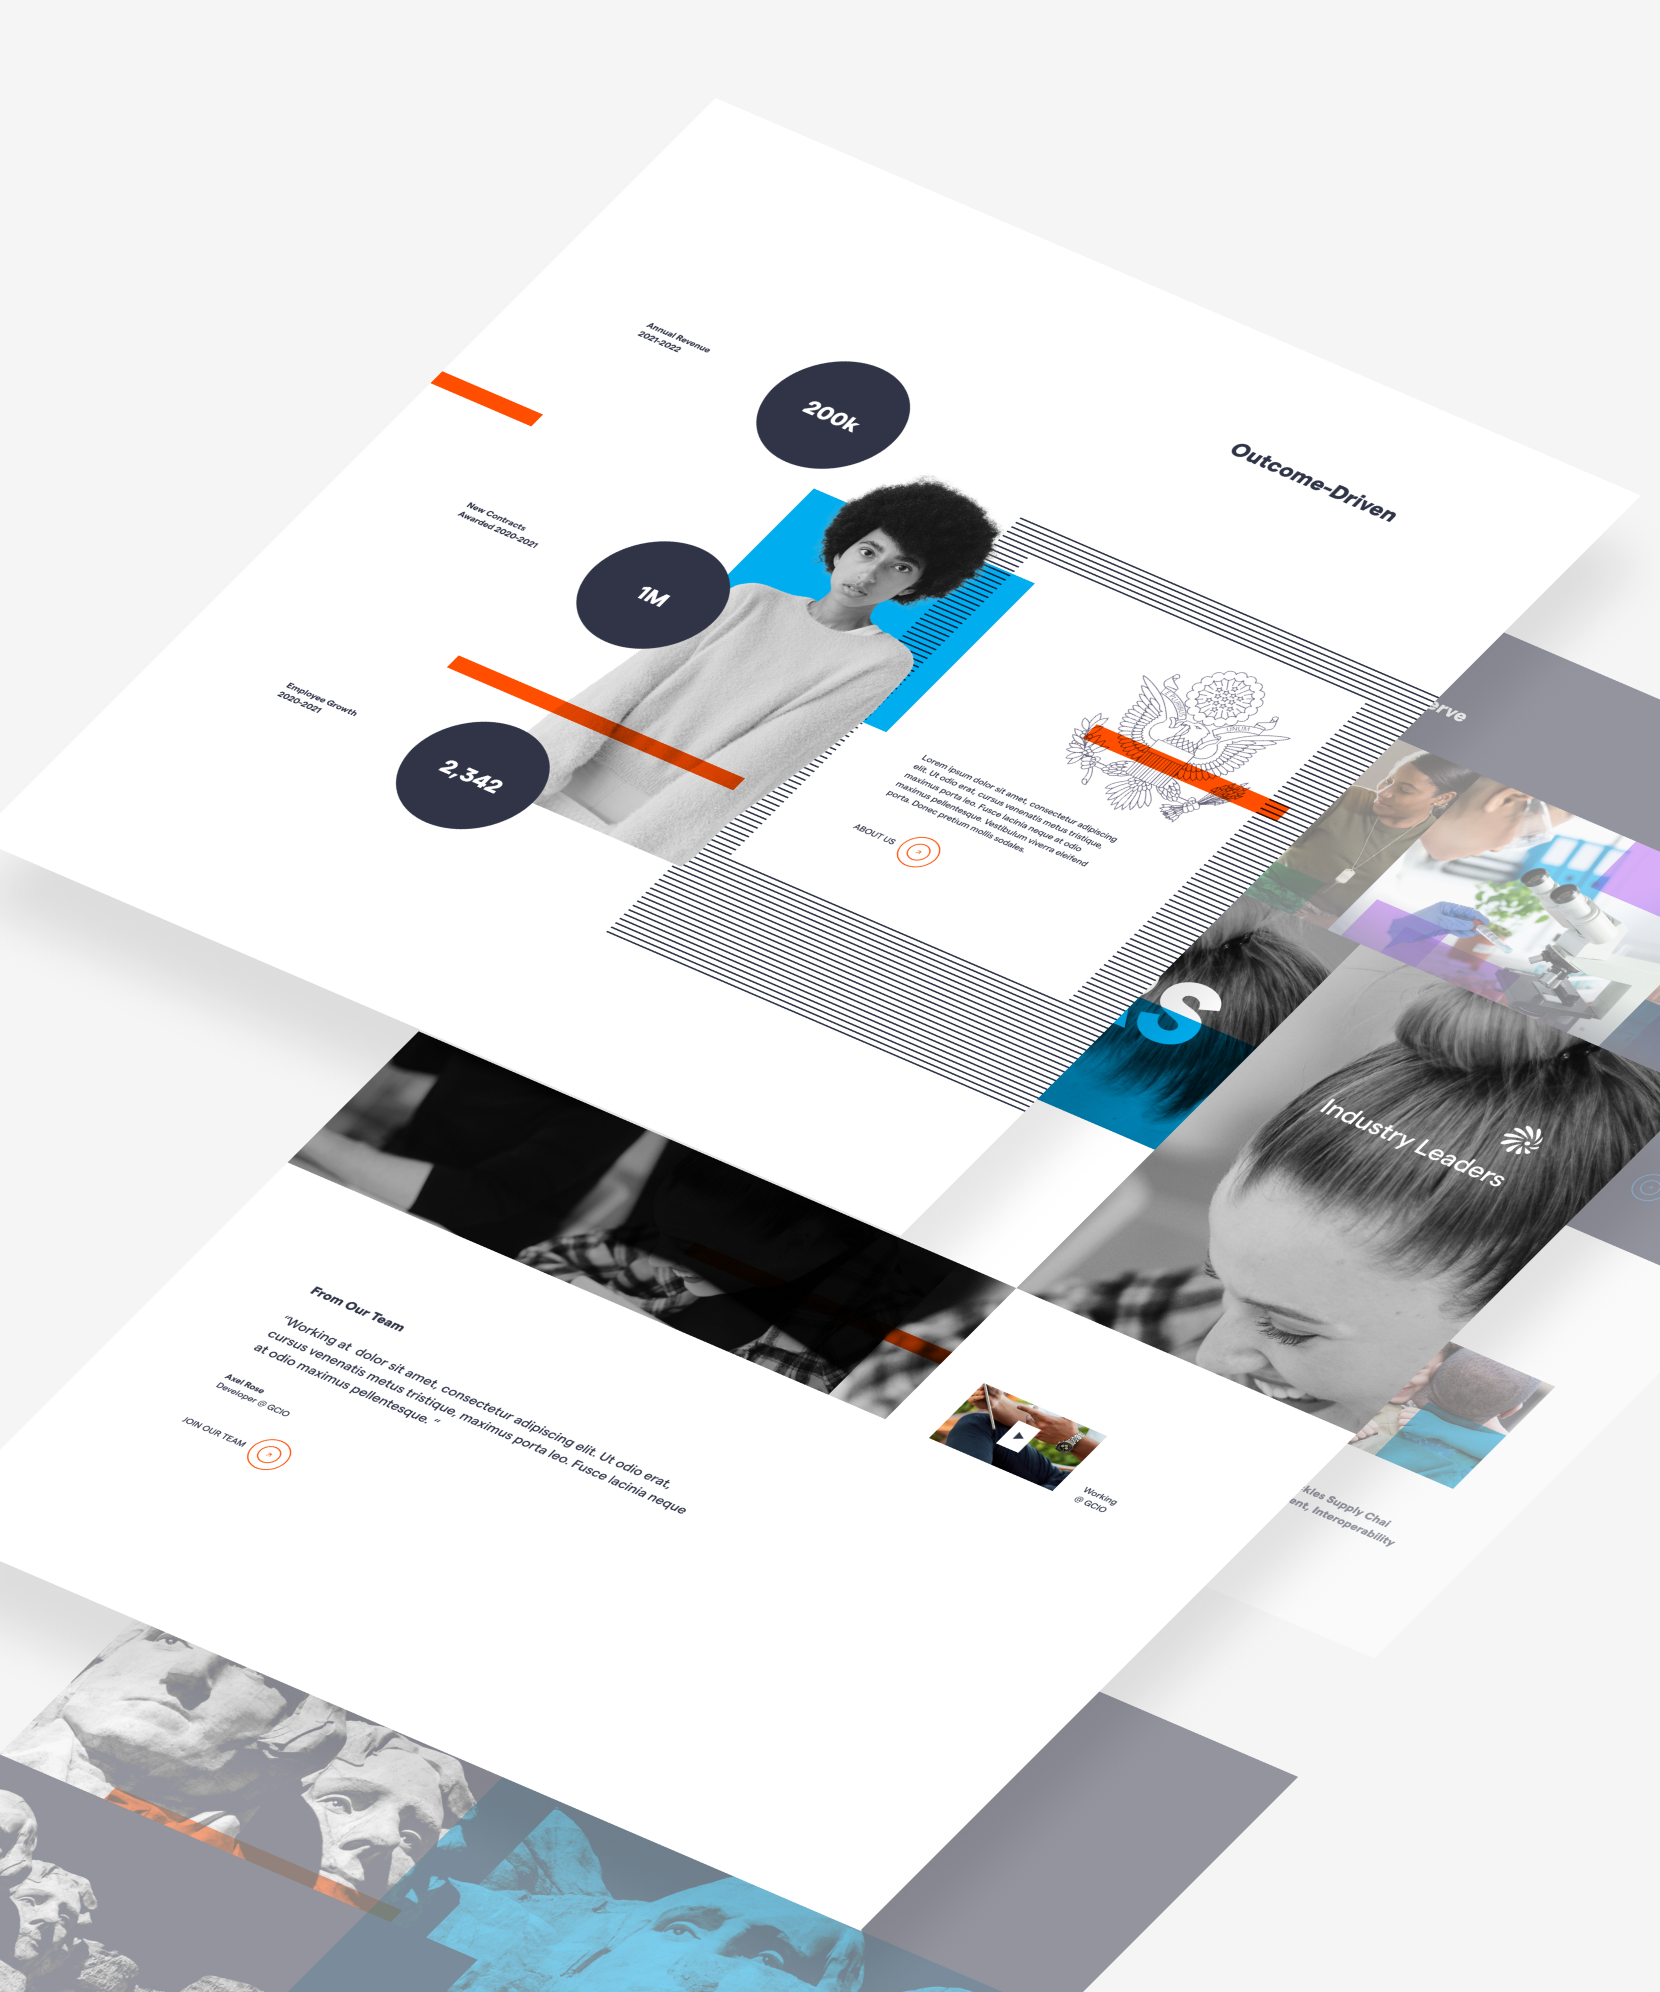 Annual Revenue
2021-2022
200k
Outcome-Driven
New Contracts
Awarded 2020-2021
1M
Employee Growth
2020-2021
2,342
UNUM
Lorem ipsum dolor sit amet, consectetur adipiscing
elit. Ut odio erat, cursus venenatis metus tristique,
maximus porta leo. Fusce lacinia neque at odio
maximus pellentesque. Vestibulum viverra eleifend
porta. Donec pretium mollis sodales.
ABOUT US
erve
S
Industry Leaders
From Our Team
“Working at dolor sit amet, consectetur adipiscing elit. Ut odio erat,
cursus venenatis metus tristique, maximus porta leo. Fusce lacinia neque
at odio maximus pellentesque. “
Axel Rose
Developer @ GCIO
JOIN OUR TEAM
Working
@ GCIO
kles Supply Chai
ent, Interoperability